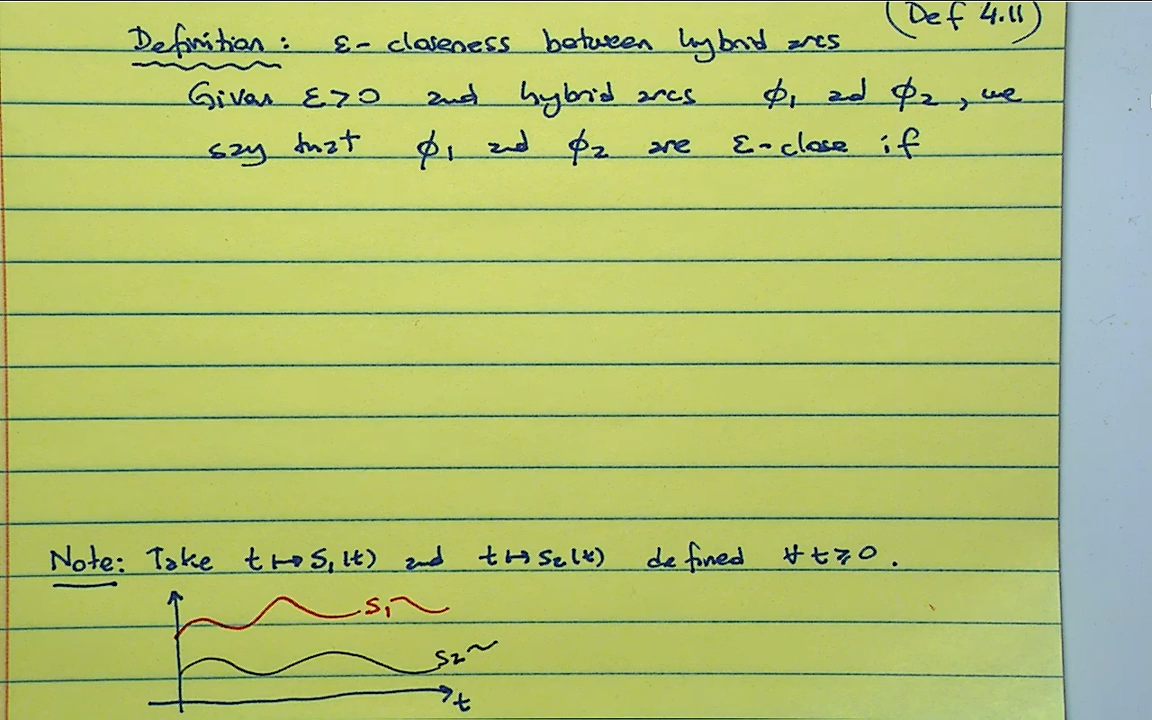 (Def 4.11)
Definition: ε-closeness between hybrid arcs
Given ε>0 and hybrid arcs ϕ₁ and ϕ₂, we
say that ϕ₁ and ϕ₂ are ε-close if
Note: Take t ↦ s₁(t) and t ↦ s₂(t) defined ∀ t ≥ 0.
s₁
s₂
t